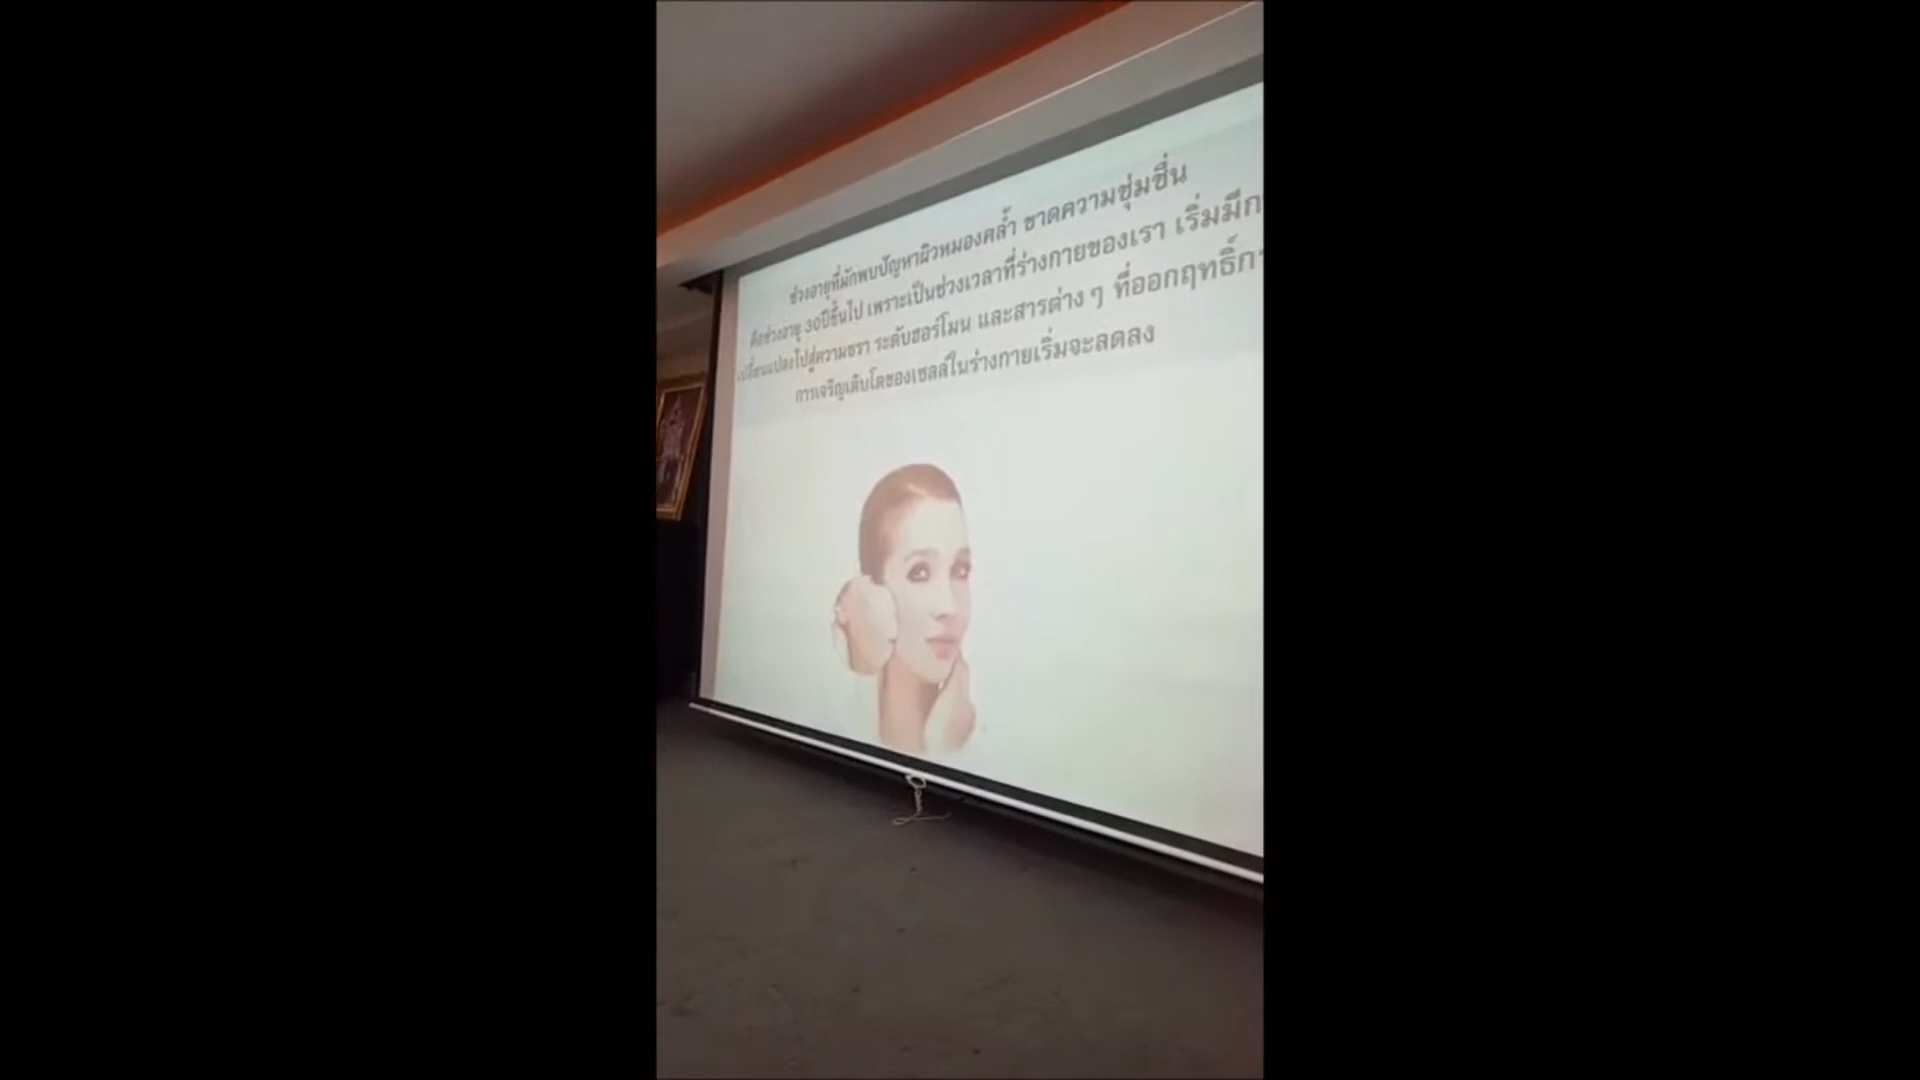 ช่วงอายุที่มักพบปัญหาผิวหมองคล้ำ ขาดความชุ่มชื่น
คือช่วงอายุ 30ปีขึ้นไป เพราะเป็นช่วงเวลาที่ร่างกายของเรา เริ่มมีก
เปลี่ยนแปลงไปสู่ความชรา ระดับฮอร์โมน และสารต่าง ๆ ที่ออกฤทธิ์ก
การเจริญเติบโตของเซลล์ในร่างกายเริ่มจะลดลง